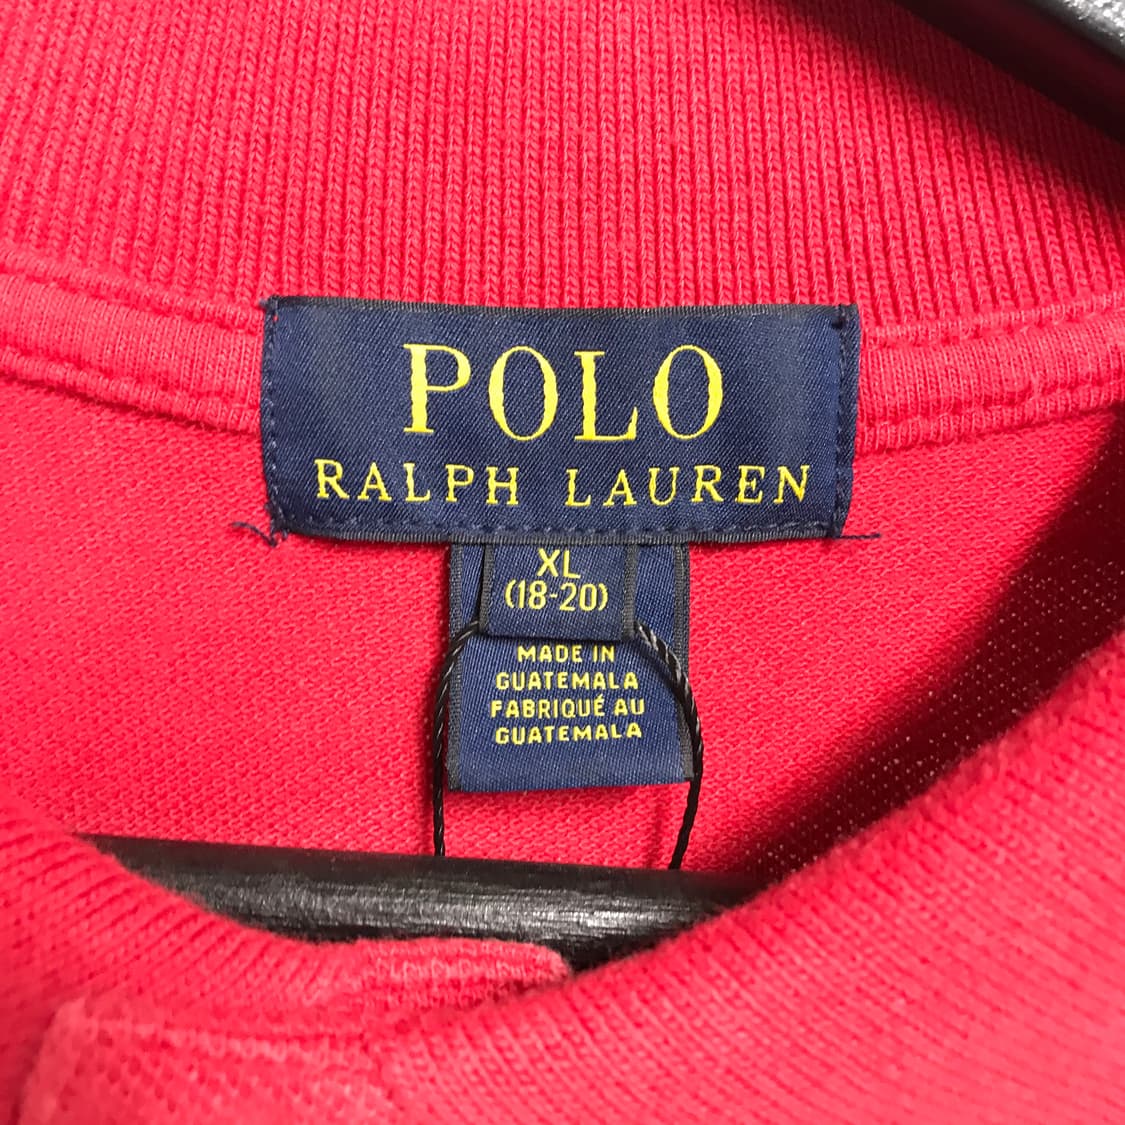 POLO
RALPH LAUREN
XL
(18-20)
MADE IN
GUATEMALA
FABRIQUÉ AU
GUATEMALA